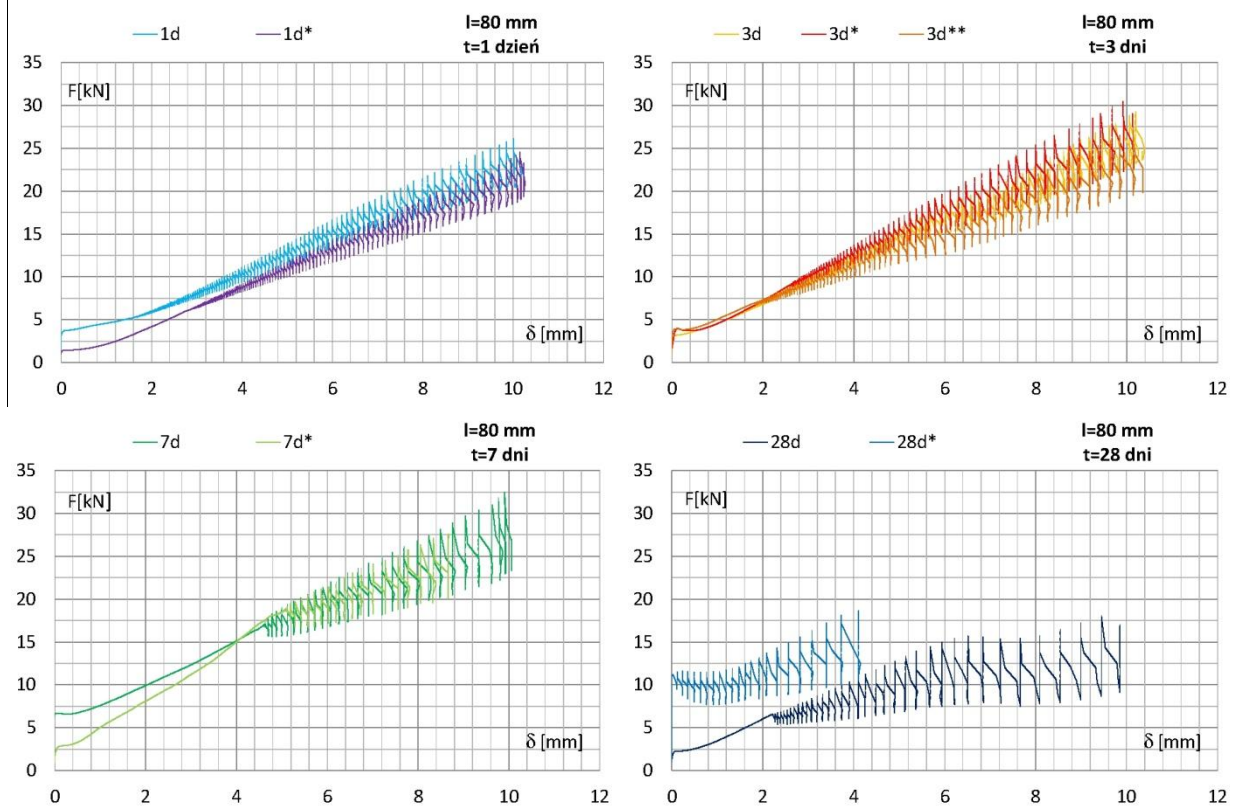 1d 1d* l=80 mm
t=1 dzień
F[kN]
35
30
25
20
15
10
5
0
δ [mm]
0 2 4 6 8 10 12
3d 3d* 3d** l=80 mm
t=3 dni
F[kN]
35
30
25
20
15
10
5
0
δ [mm]
0 2 4 6 8 10 12
7d 7d* l=80 mm
t=7 dni
F[kN]
35
30
25
20
15
10
5
0
δ [mm]
0 2 4 6 8 10 12
28d 28d* l=80 mm
t=28 dni
F[kN]
35
30
25
20
15
10
5
0
δ [mm]
0 2 4 6 8 10 12